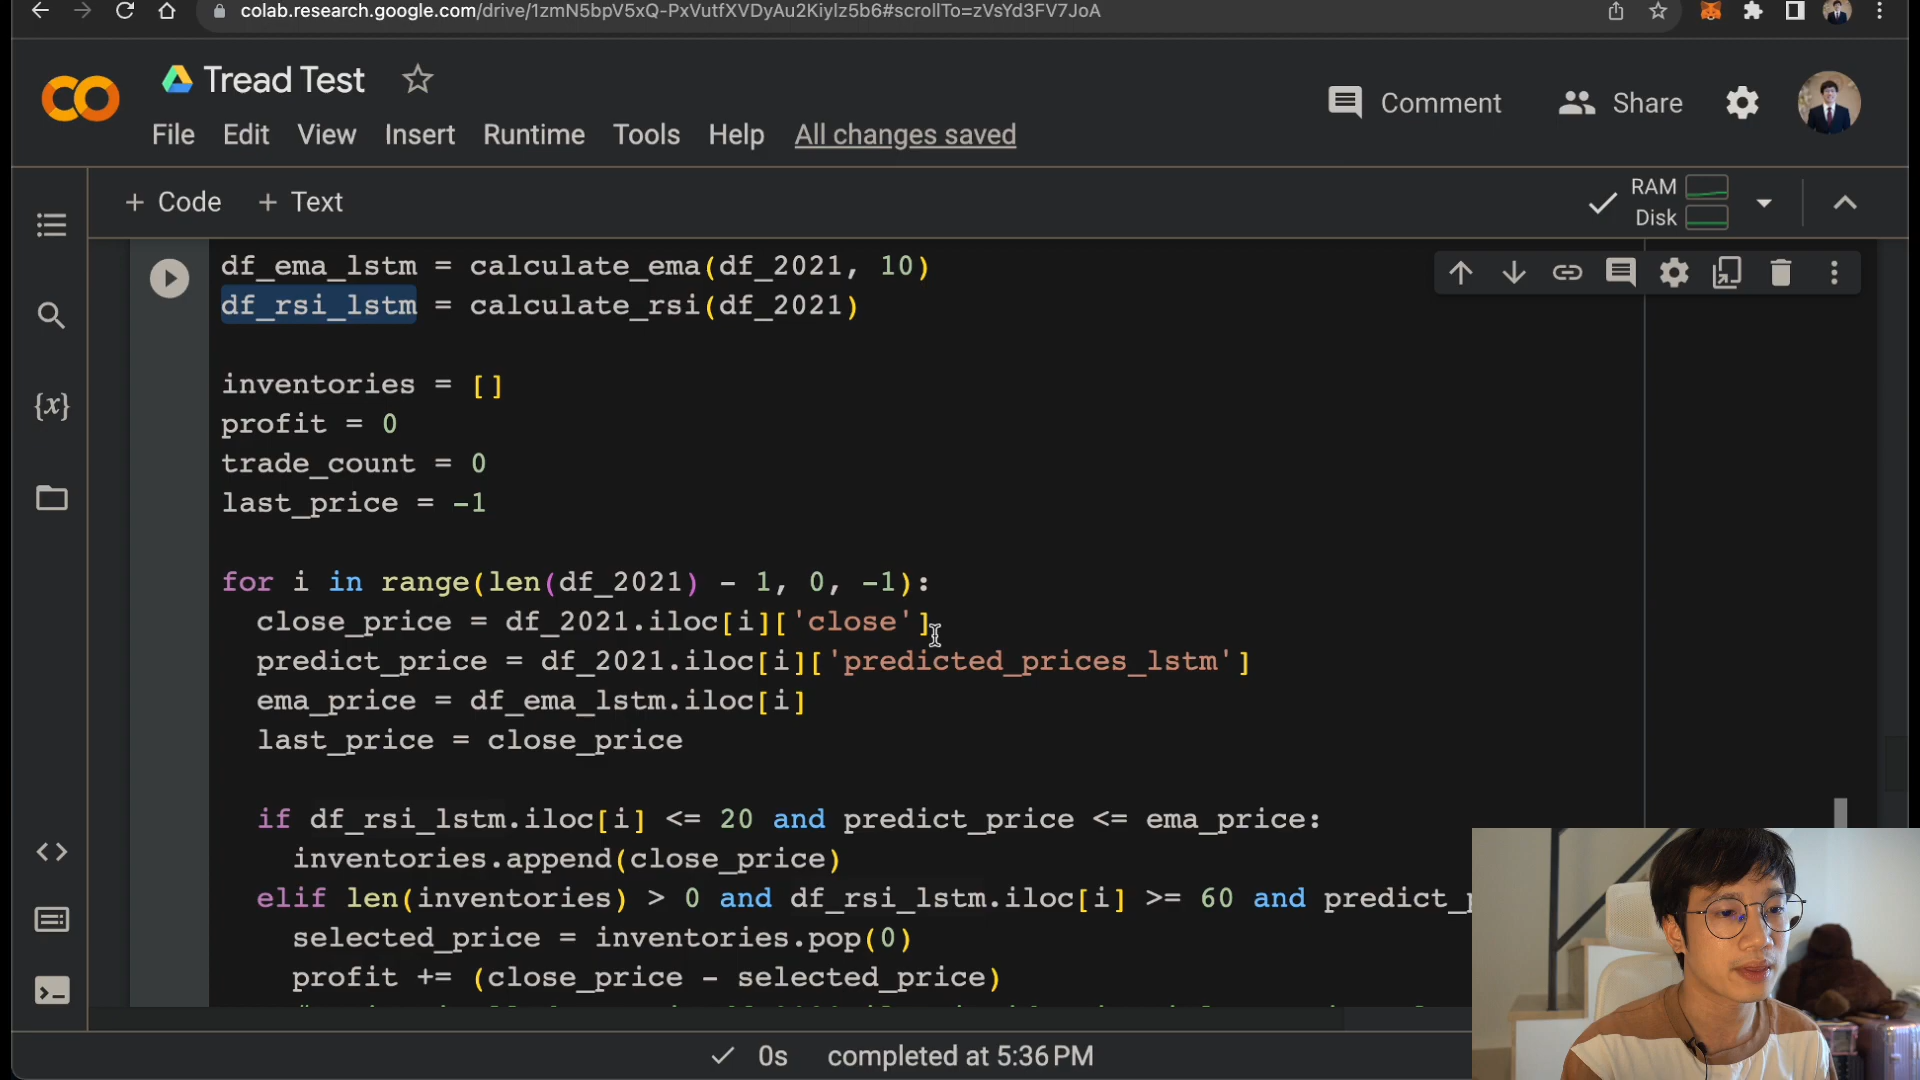 colab.research.google.com/drive/1zmN5bpV5xQ-PxVutfXVDyAu2Kiylz5b6#scrollTo=zVsYd3FV7JoA
Tread Test
Comment
Share
File Edit View Insert Runtime Tools Help All changes saved
+ Code + Text
RAM
Disk
df_ema_lstm = calculate_ema(df_2021, 10)
df_rsi_lstm = calculate_rsi(df_2021)
inventories = []
profit = 0
trade_count = 0
last_price = -1
for i in range(len(df_2021) - 1, 0, -1):
close_price = df_2021.iloc[i]['close']
predict_price = df_2021.iloc[i]['predicted_prices_lstm']
ema_price = df_ema_lstm.iloc[i]
last_price = close_price
if df_rsi_lstm.iloc[i] <= 20 and predict_price <= ema_price:
inventories.append(close_price)
elif len(inventories) > 0 and df_rsi_lstm.iloc[i] >= 60 and predict_p
selected_price = inventories.pop(0)
profit += (close_price - selected_price)
0s completed at 5:36 PM